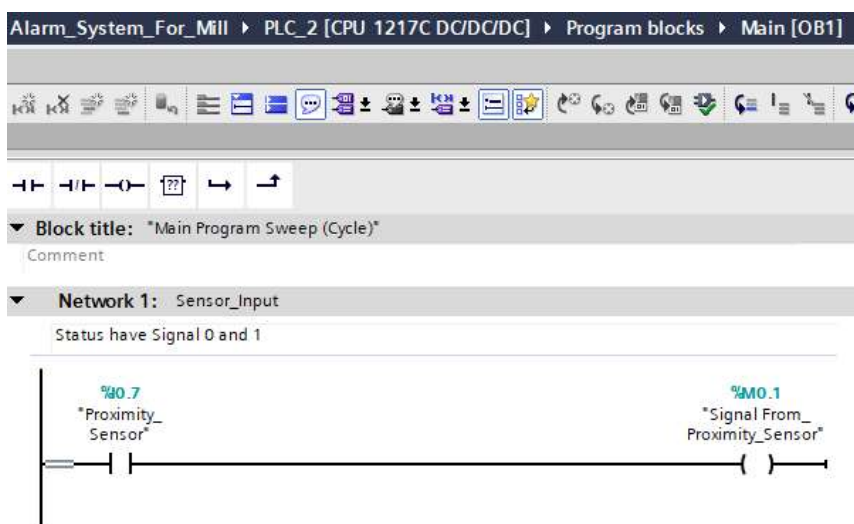 Alarm_System_For_Mill ▸ PLC_2 [CPU 1217C DC/DC/DC] ▸ Program blocks ▸ Main [OB1]
??
Block title: "Main Program Sweep (Cycle)"
Comment
Network 1: Sensor_Input
Status have Signal 0 and 1
%I0.7
"Proximity_
Sensor"
%M0.1
"Signal From_
Proximity_Sensor"